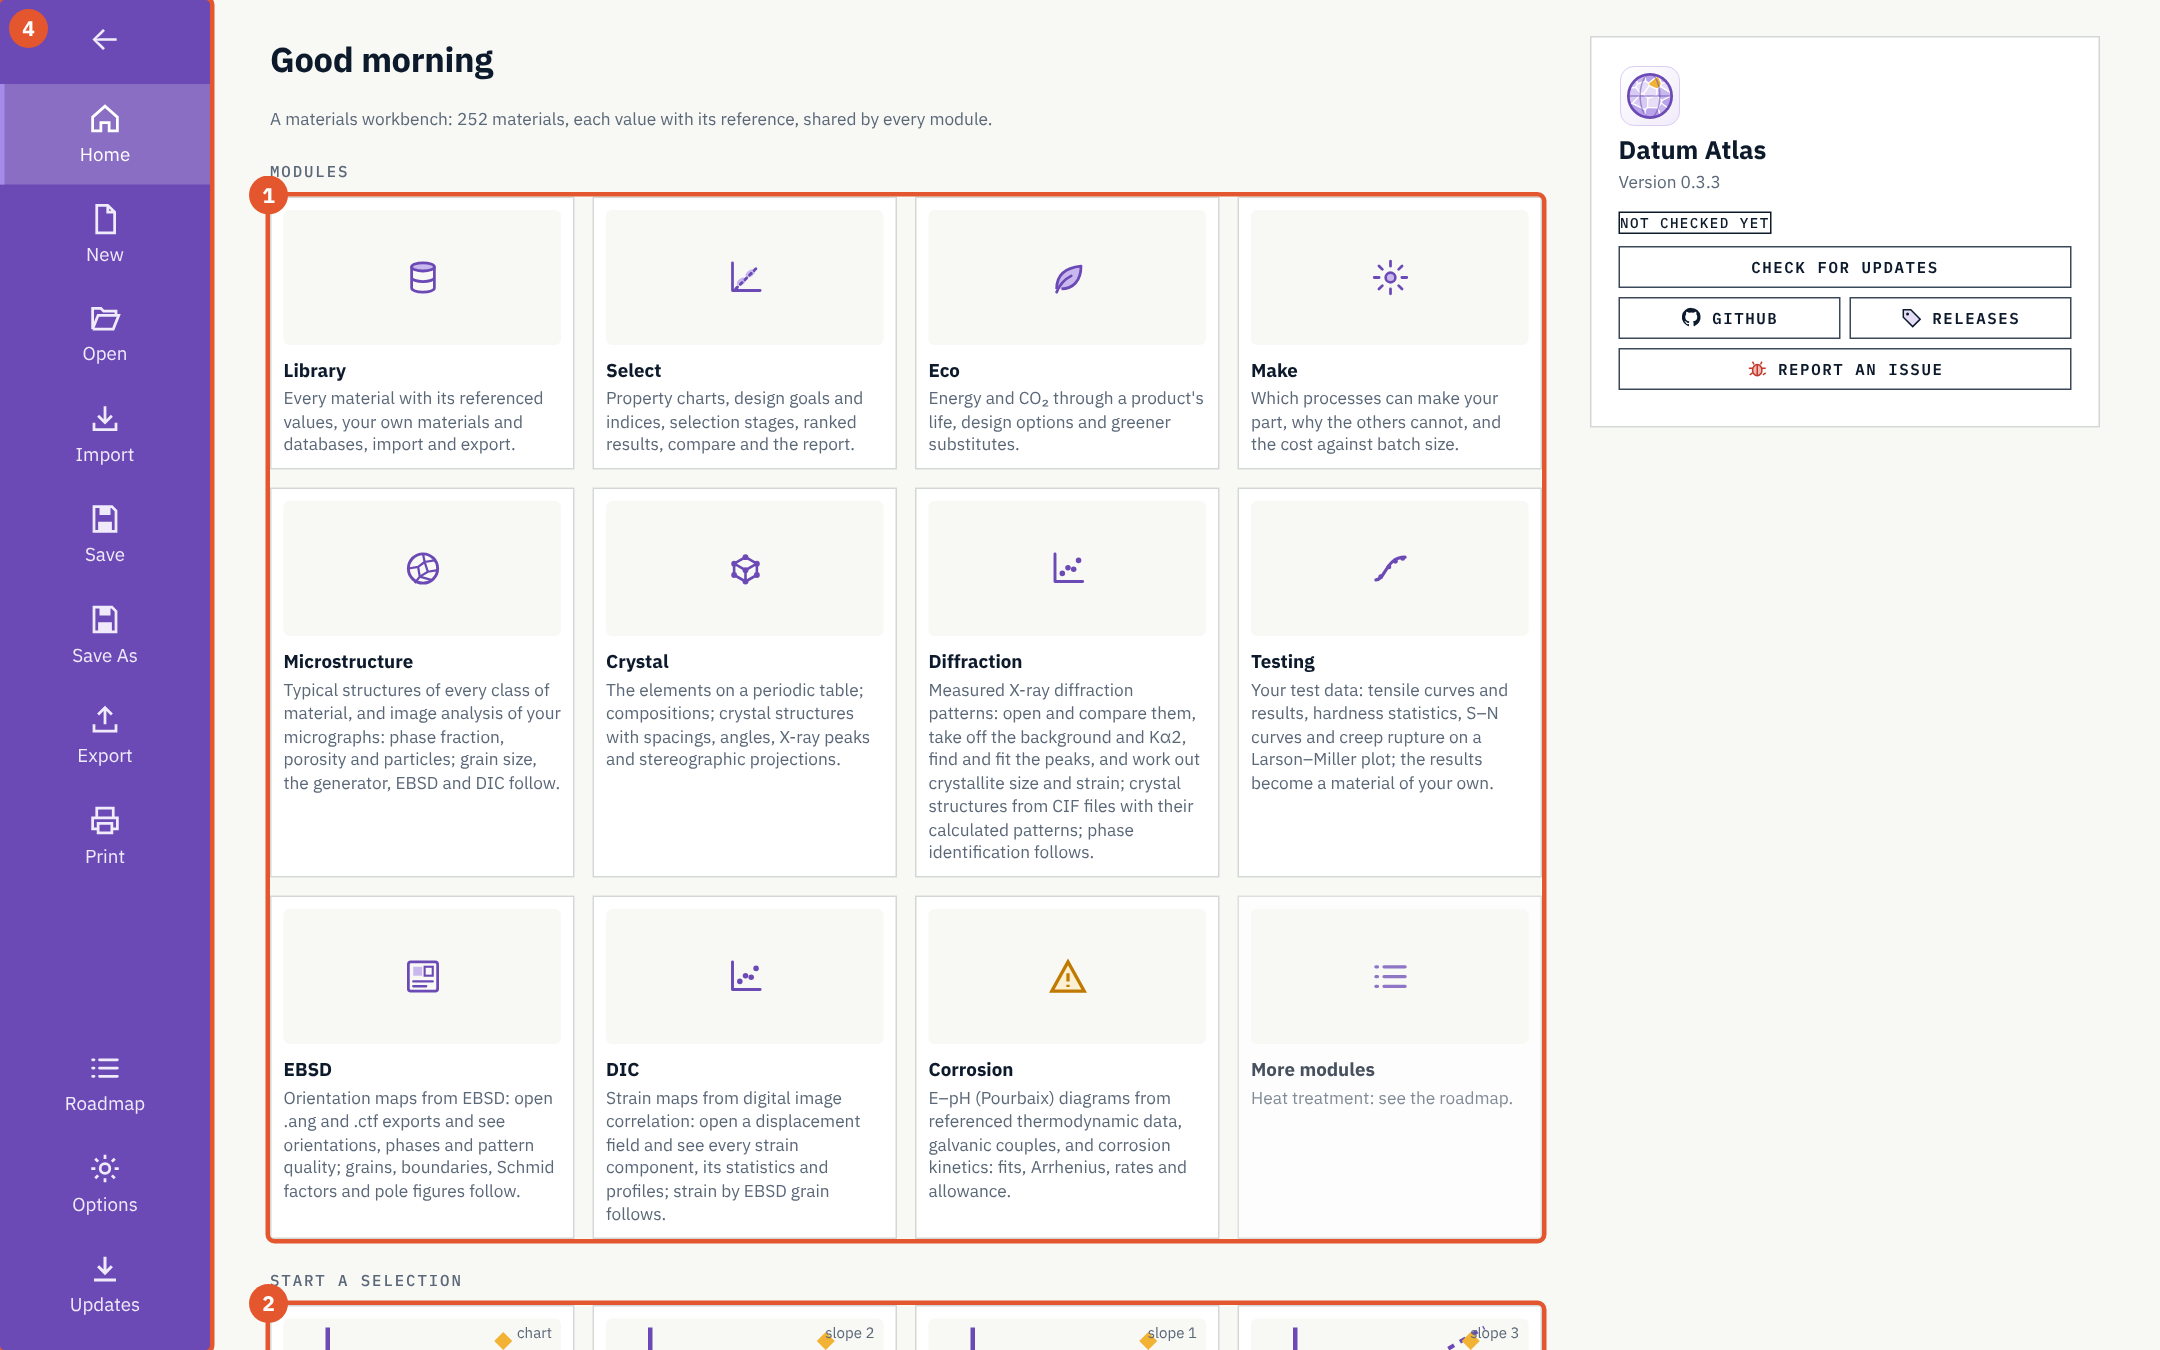 4
Home
New
Open
Import
Save
Save As
Export
Print
Roadmap
Options
Updates
Good morning
A materials workbench: 252 materials, each value with its reference, shared by every module.
MODULES
1
Library
Every material with its referenced
values, your own materials and
databases, import and export.
Select
Property charts, design goals and
indices, selection stages, ranked
results, compare and the report.
Eco
Energy and CO₂ through a product's
life, design options and greener
substitutes.
Make
Which processes can make your
part, why the others cannot, and
the cost against batch size.
Microstructure
Typical structures of every class of
material, and image analysis of your
micrographs: phase fraction,
porosity and particles; grain size,
the generator, EBSD and DIC follow.
Crystal
The elements on a periodic table;
compositions; crystal structures
with spacings, angles, X-ray peaks
and stereographic projections.
Diffraction
Measured X-ray diffraction
patterns: open and compare them,
take off the background and Kα2,
find and fit the peaks, and work out
crystallite size and strain; crystal
structures from CIF files with their
calculated patterns; phase
identification follows.
Testing
Your test data: tensile curves and
results, hardness statistics, S–N
curves and creep rupture on a
Larson–Miller plot; the results
become a material of your own.
EBSD
Orientation maps from EBSD: open
.ang and .ctf exports and see
orientations, phases and pattern
quality; grains, boundaries, Schmid
factors and pole figures follow.
DIC
Strain maps from digital image
correlation: open a displacement
field and see every strain
component, its statistics and
profiles; strain by EBSD grain
follows.
Corrosion
E–pH (Pourbaix) diagrams from
referenced thermodynamic data,
galvanic couples, and corrosion
kinetics: fits, Arrhenius, rates and
allowance.
More modules
Heat treatment: see the roadmap.
START A SELECTION
2
chart
slope 2
slope 1
slope 3
Datum Atlas
Version 0.3.3
NOT CHECKED YET
CHECK FOR UPDATES
GITHUB
RELEASES
REPORT AN ISSUE